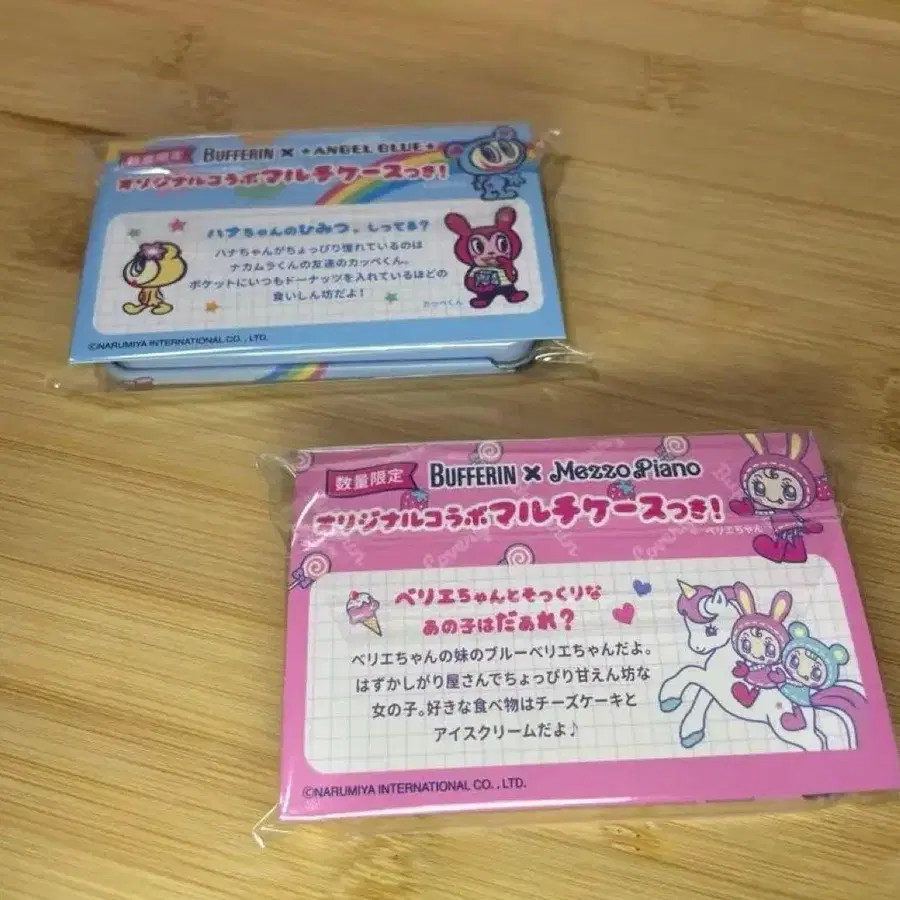 数量限定 BUFFERIN × ★ANGEL BLUE★
オリジナルコラボマルチケースつき!
ハナちゃんのひみつ、しってる?
ハナちゃんがちょっぴり憧れているのは
ナカムラくんの友達のカッペくん。
ポケットにいつもドーナッツを入れているほどの
食いしん坊だよ!
カッペくん
©NARUMIYA INTERNATIONAL CO., LTD.
数量限定 BUFFERIN × Mezzo Piano
オリジナルコラボマルチケースつき!
ベリエちゃん
ベリエちゃんとそっくりな
あの子はだぁれ?
ベリエちゃんの妹のブルーベリエちゃんだよ。
はずかしがり屋さんでちょっぴり甘えん坊な
女の子。好きな食べ物はチーズケーキと
アイスクリームだよ♪
©NARUMIYA INTERNATIONAL CO., LTD.